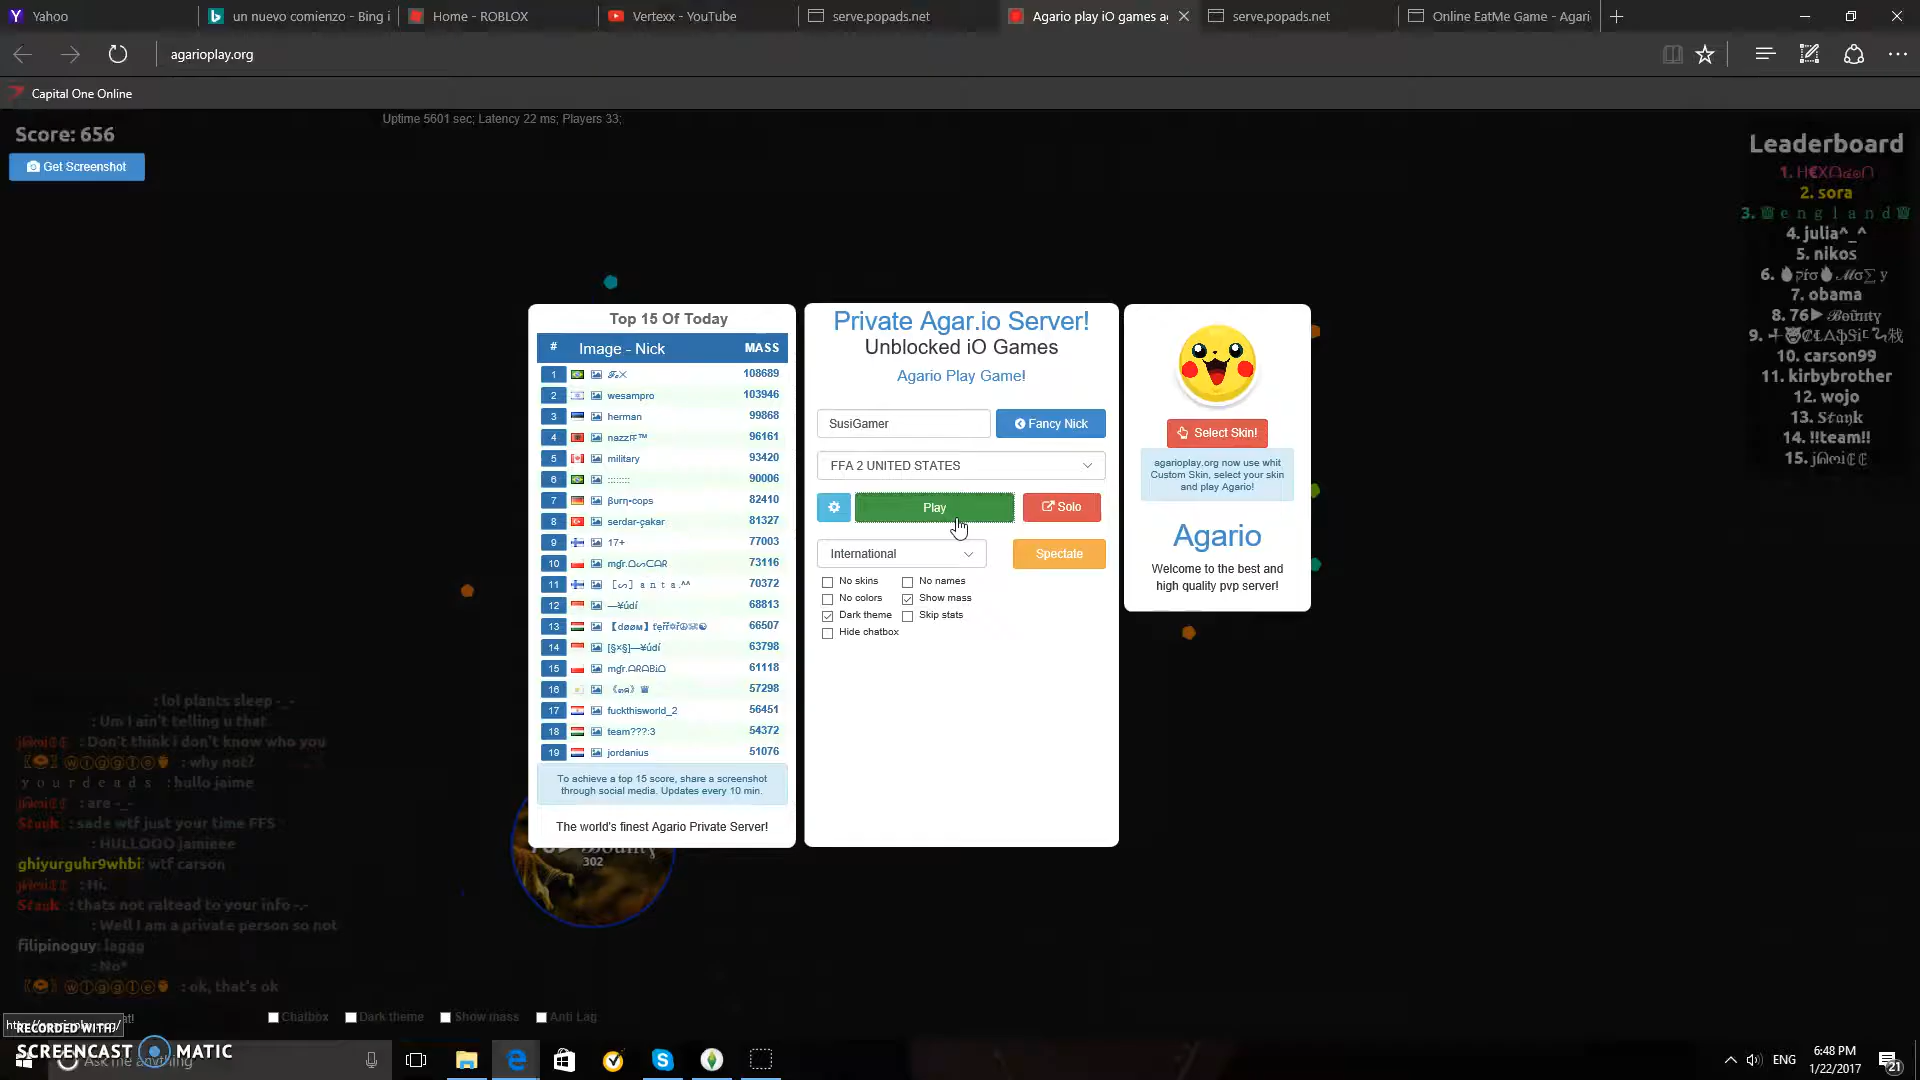 Yahoo
un nuevo comienzo - Bing i
Home - ROBLOX
Vertexx - YouTube
serve.popads.net
Agario play iO games a
serve.popads.net
Online EatMe Game - Agari
agarioplay.org
Capital One Online
Uptime 5601 sec; Latency 22 ms; Players 33;
Score: 656
Get Screenshot
Leaderboard
2. sora
3. ♕ e n g l a n d ♕
4. julia^_^
5. nikos
7. obama
10. carson99
11. kirbybrother
12. wojo
14. !!team!!
Top 15 Of Today
# Image - Nick MASS
1 108689
2 wesampro 103946
3 herman 99868
4 96161
5 military 93420
6 :::::::: 90006
7 βurη•cops 82410
8 serdar-çakar 81327
9 17+ 77003
10 73116
11 70372
12 —¥údí 68813
13 66507
14 [§×§]—¥údí 63798
15 61118
16 57298
17 fuckthisworld_2 56451
18 team???:3 54372
19 jordanius 51076
To achieve a top 15 score, share a screenshot
through social media. Updates every 10 min.
The world's finest Agario Private Server!
Private Agar.io Server!
Unblocked iO Games
Agario Play Game!
SusiGamer
Fancy Nick
FFA 2 UNITED STATES
Play
Solo
International
Spectate
No skins
No names
No colors
Show mass
Dark theme
Skip stats
Hide chatbox
Select Skin!
agarioplay.org now use whit
Custom Skin, select your skin
and play Agario!
Agario
Welcome to the best and
high quality pvp server!
302
: lol plants sleep -_-
: Um I ain't telling u that
: Don't think i don't know who you
: why not?
y o u r d e a d s : hullo jaime
: are -_-
: sade wtf just your time FFS
: HULLOOO jamieee
ghiyurguhr9whbi: wtf carson
: Hi.
: thats not raltead to your info -.-
: Well I am a private person so not
filipinoguy: laggg
: No*
: ok, that's ok
Chatbox
Dark theme
Show mass
Anti Lag
RECORDED WITH
SCREENCAST MATIC
Ask me anything
ENG
6:48 PM
1/22/2017
21